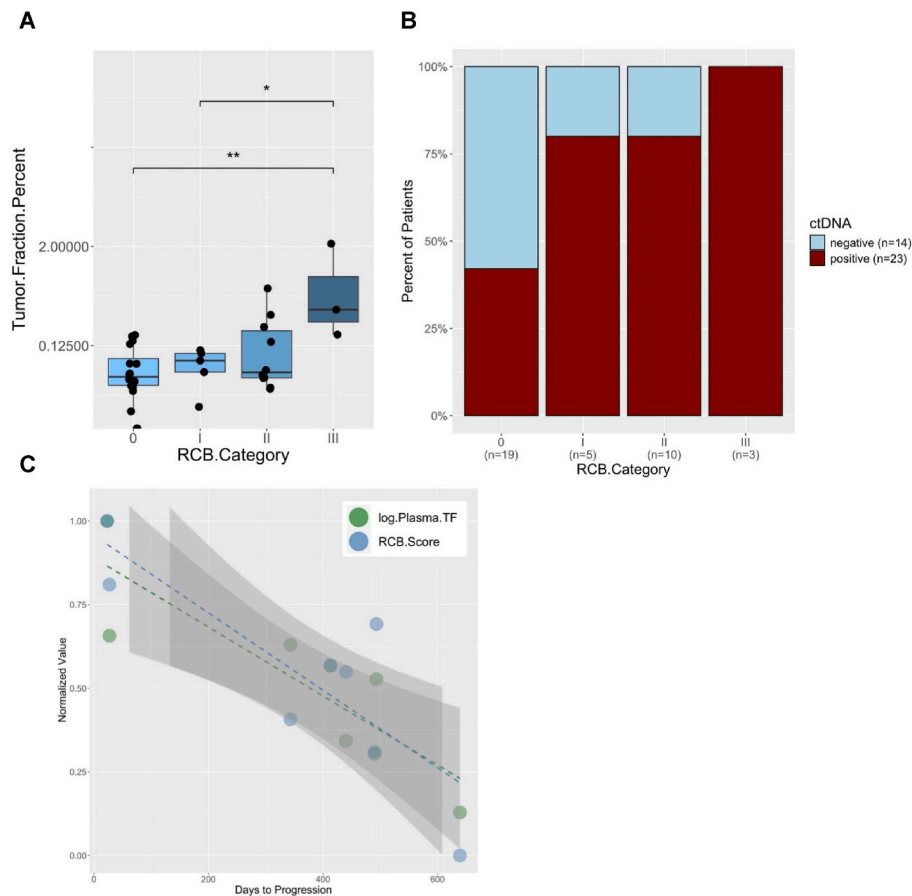 A
Tumor.Fraction.Percent
2.00000
0.12500
*
**
0
I
II
III
RCB.Category
B
Percent of Patients
100%
75%
50%
25%
0%
0
(n=19)
I
(n=5)
II
(n=10)
III
(n=3)
RCB.Category
ctDNA
negative (n=14)
positive (n=23)
C
Normalized Value
1.00
0.75
0.50
0.25
0.00
log.Plasma.TF
RCB.Score
0
200
400
600
Days to Progression